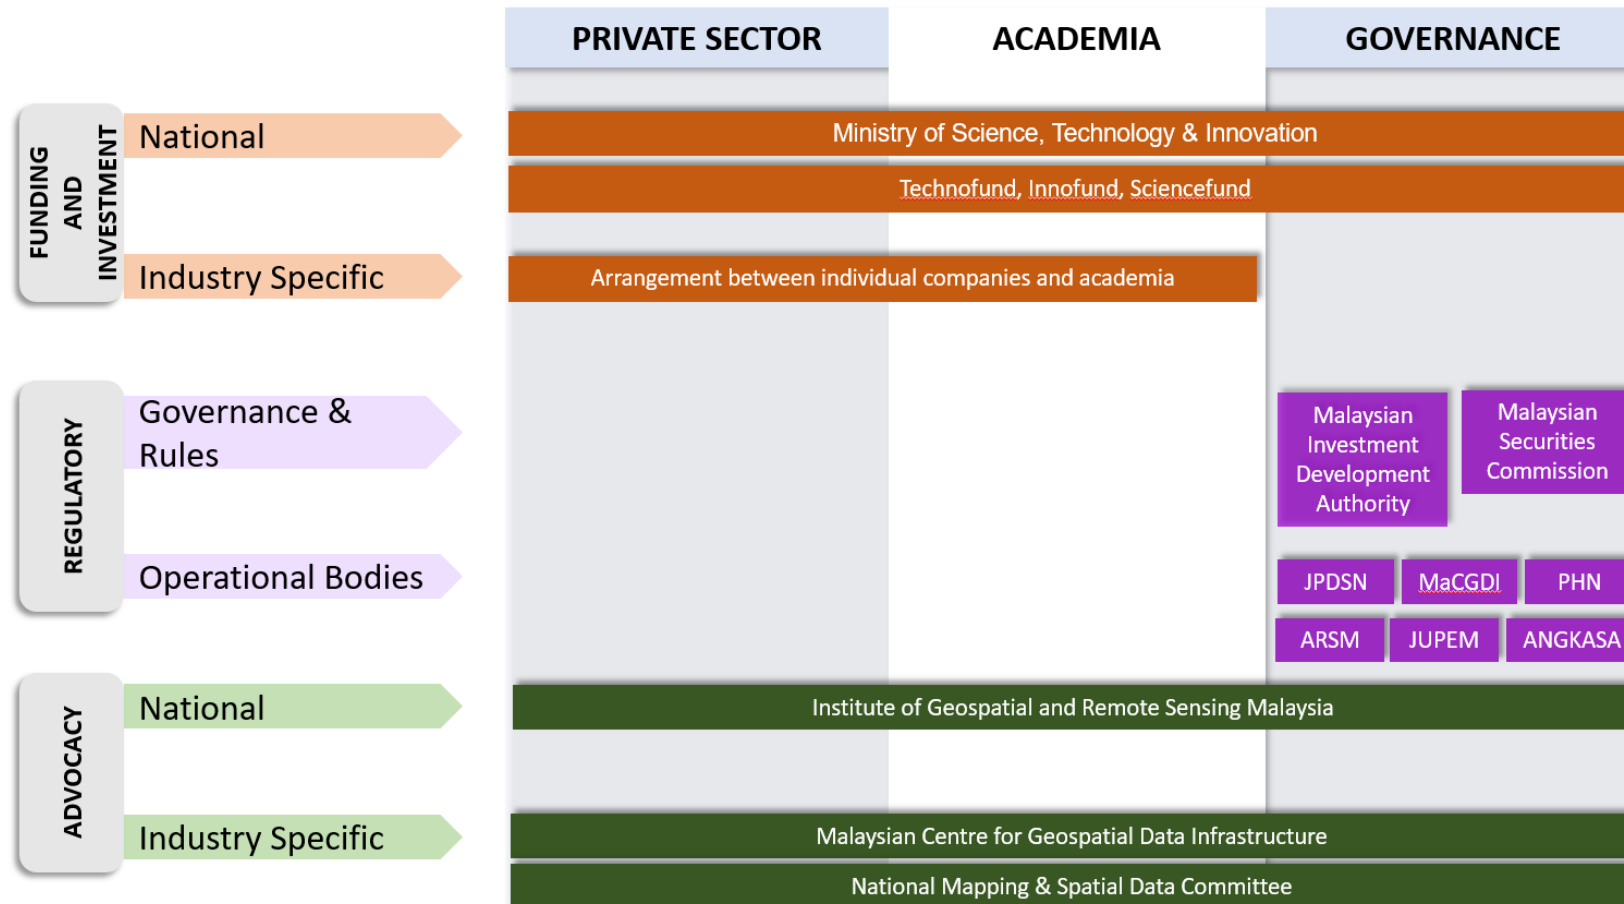 PRIVATE SECTOR
ACADEMIA
GOVERNANCE
FUNDING
AND
INVESTMENT
National
Ministry of Science, Technology & Innovation
Technofund, Innofund, Sciencefund
Industry Specific
Arrangement between individual companies and academia
REGULATORY
Governance &
Rules
Malaysian
Investment
Development
Authority
Malaysian
Securities
Commission
Operational Bodies
JPDSN
MaCGDI
PHN
ARSM
JUPEM
ANGKASA
ADVOCACY
National
Institute of Geospatial and Remote Sensing Malaysia
Industry Specific
Malaysian Centre for Geospatial Data Infrastructure
National Mapping & Spatial Data Committee